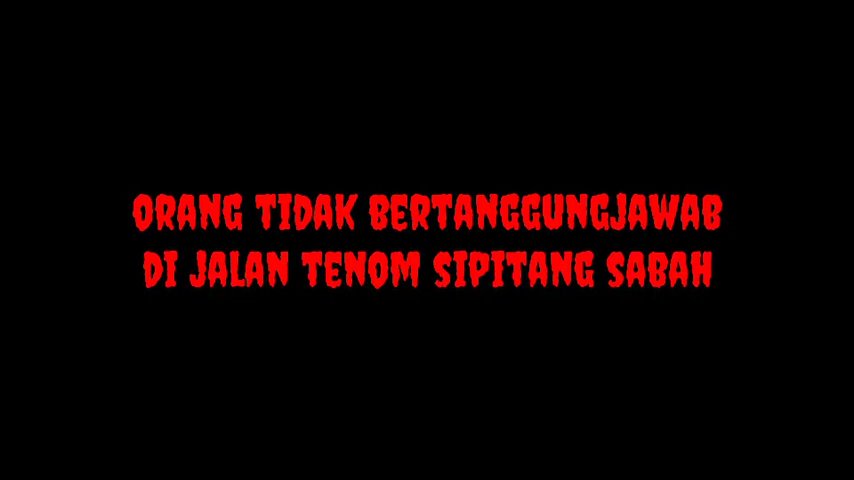 ORANG TIDAK BERTANGGUNGJAWAB
DI JALAN TENOM SIPITANG SABAH